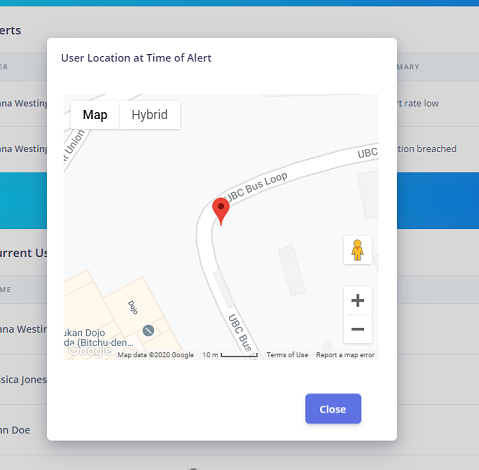 erts
ER
MARY
User Location at Time of Alert
ana Westing
rt rate low
Map
Hybrid
t Union
ana Westing
tion breached
UBC
UBC Bus Loop
urrent Us
ME
Dojo
UBC Bus
ana Westin
ukan Dojo
(Bitchu-den...
Google
Map data ©2020 Google
10 m
Terms of Use
Report a map error
ssica Jones
Close
nn Doe